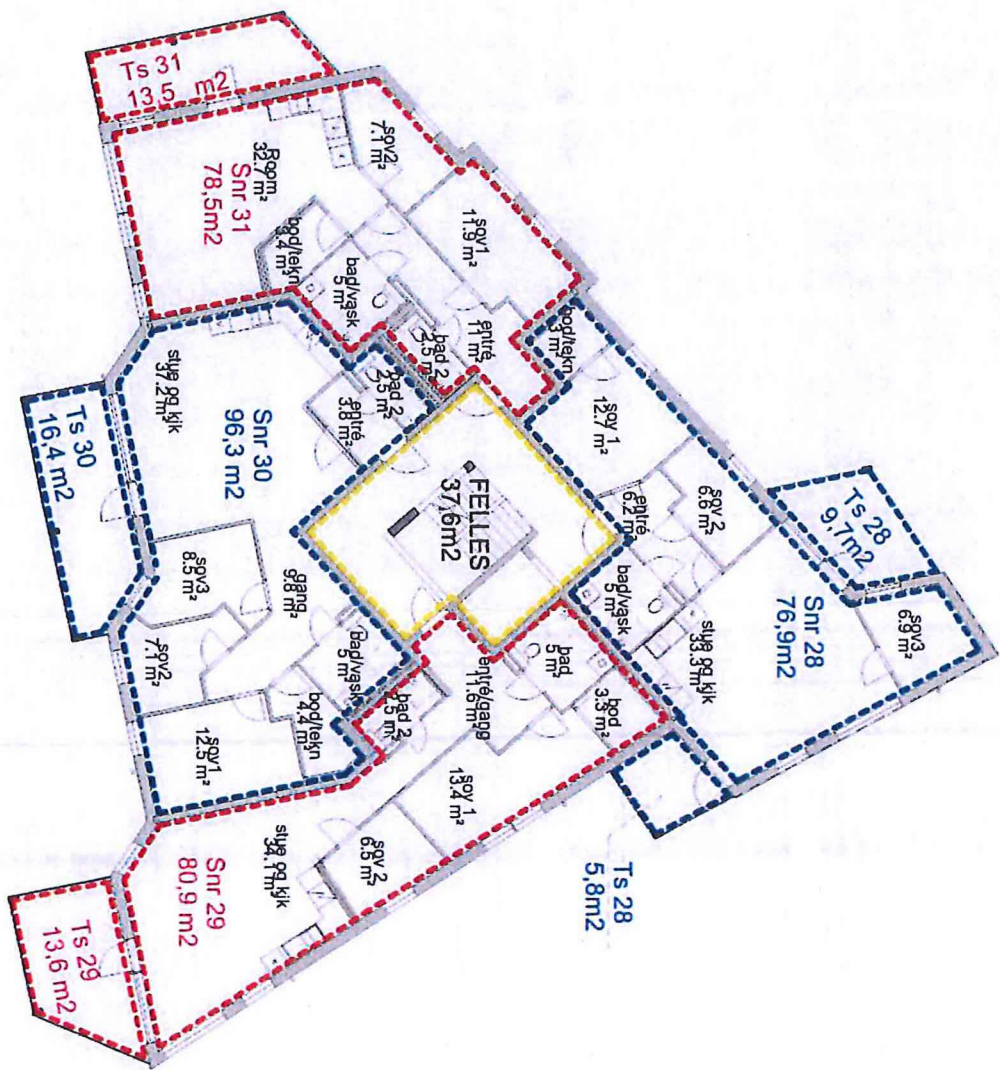 Ts 31
13,5 m2
sov2
7.1 m²
Room
32.7 m²
Snr 31
78,5m2
sov1
11.9 m²
bod/tekn
3.4 m²
bad/vask
5 m²
entré
11 m²
bad 2
2.5 m²
bod/tekn
3 m²
sov 1
12.7 m²
sov 2
6.6 m²
entré
6.2 m²
bad/vask
5 m²
stue og kjk
33.3 m²
Ts 28
9,7m2
Snr 28
76,9m2
sov3
6.9 m²
Ts 28
5,8m2
FELLES
37,6m2
stue og kjk
37.2 m²
Snr 30
96,3 m2
entré
3.8 m²
bad 2
2.5 m²
Ts 30
16,4 m2
sov3
8.5 m²
gang
9.8 m²
sov2
7.1 m²
bad/vask
5 m²
bod/tekn
4.4 m²
sov1
12.5 m²
bad 2
2.5 m²
entré/gang
11.6 m²
bad
5 m²
bod
3.3 m²
sov 1
13.4 m²
sov 2
6.5 m²
stue og kjk
34.1 m²
Snr 29
80,9 m2
Ts 29
13,6 m2